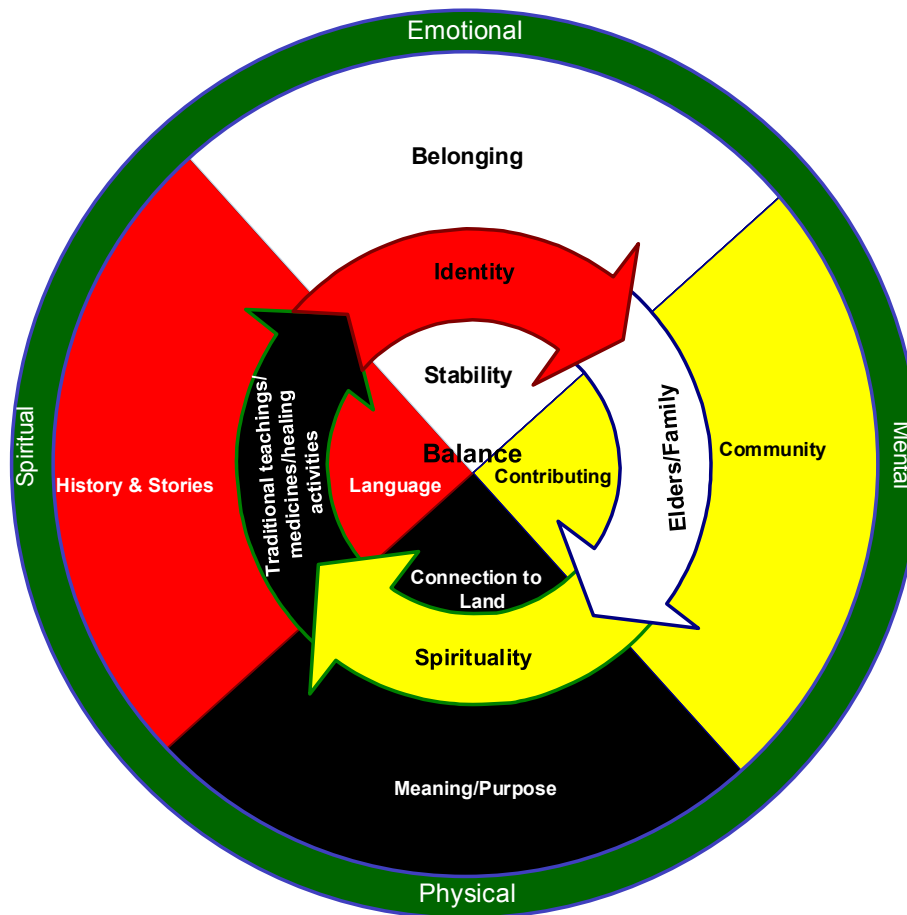 Emotional
Belonging
Identity
Stability
Balance
Contributing
Elders/Family
Community
Mental
Spiritual
History & Stories
Traditional teachings/
medicines/healing
activities
Language
Connection to
Land
Spirituality
Meaning/Purpose
Physical